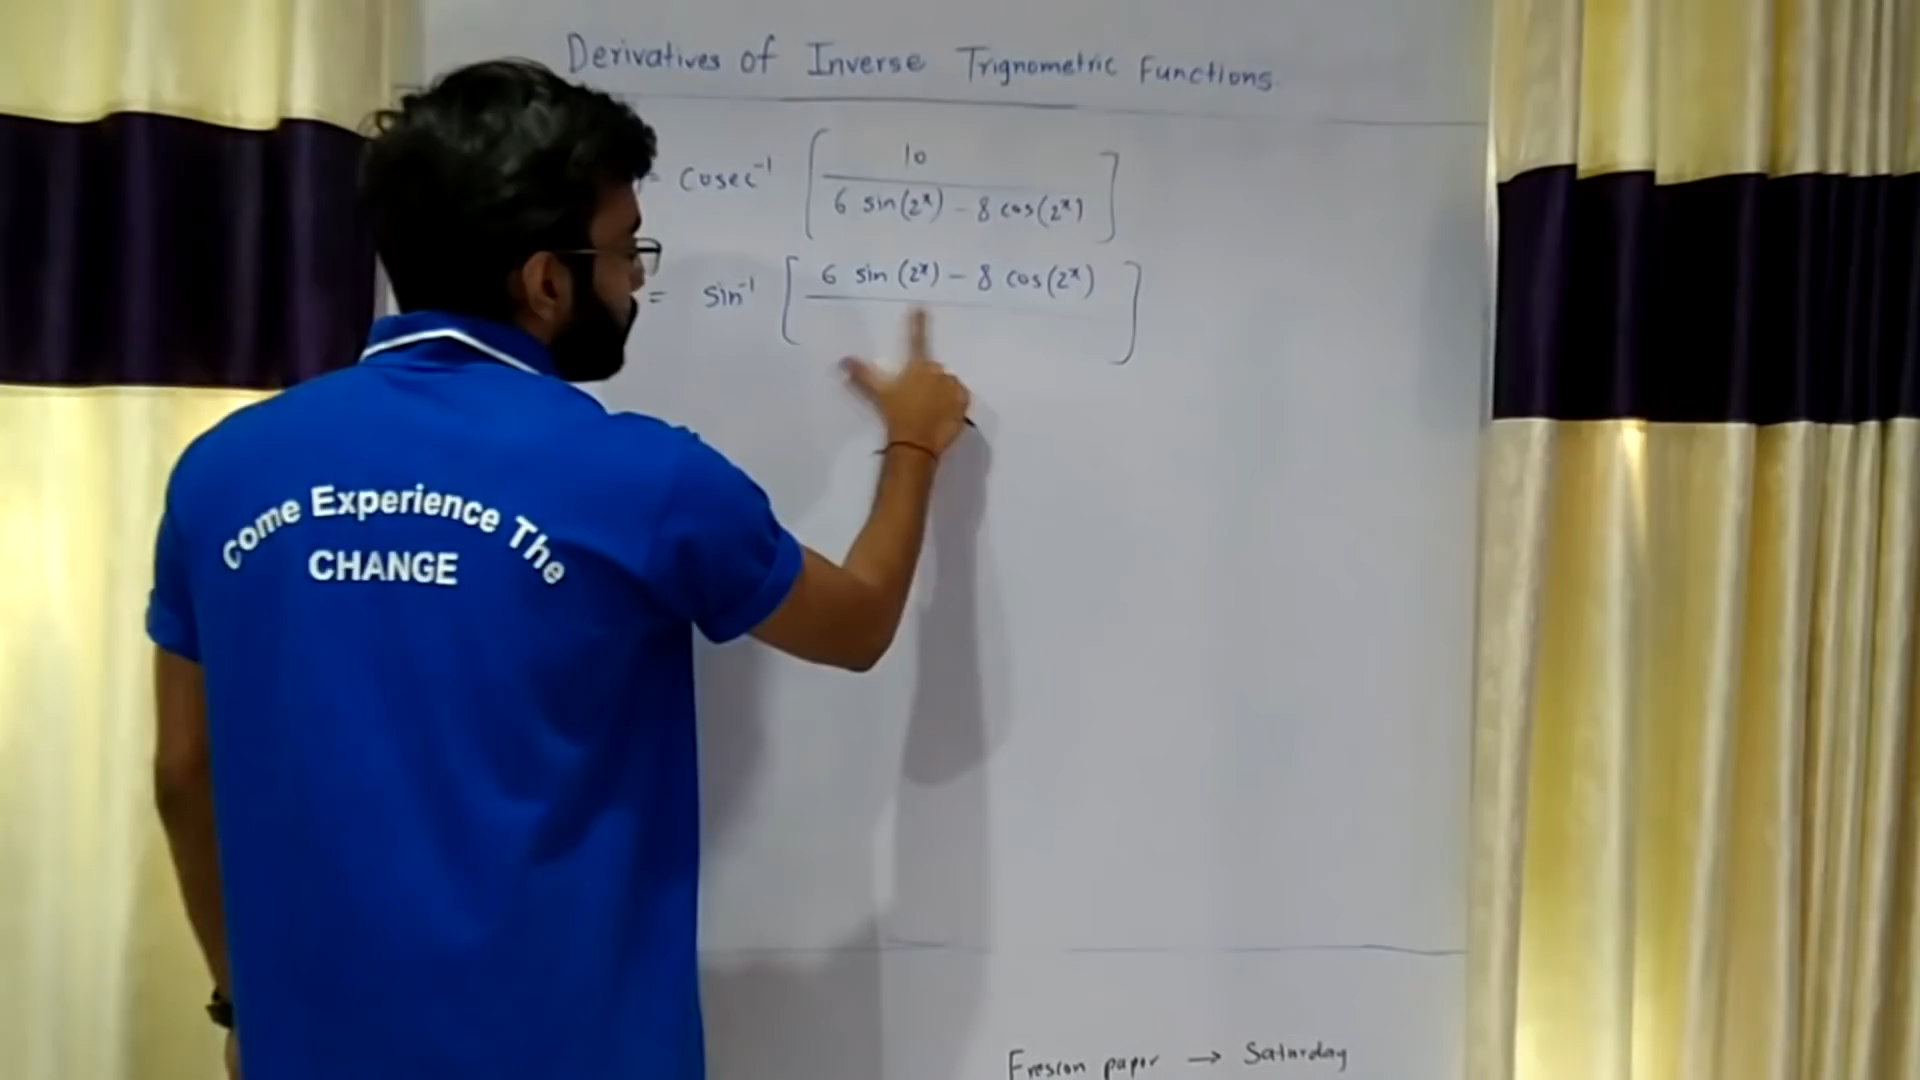 Derivatives of Inverse Trignometric Functions
= cosec⁻¹ [ 10 / 6 sin(2ˣ) - 8 cos(2ˣ) ]
= sin⁻¹ [ 6 sin(2ˣ) - 8 cos(2ˣ) / ]
Come Experience The
CHANGE
paper → Saturday